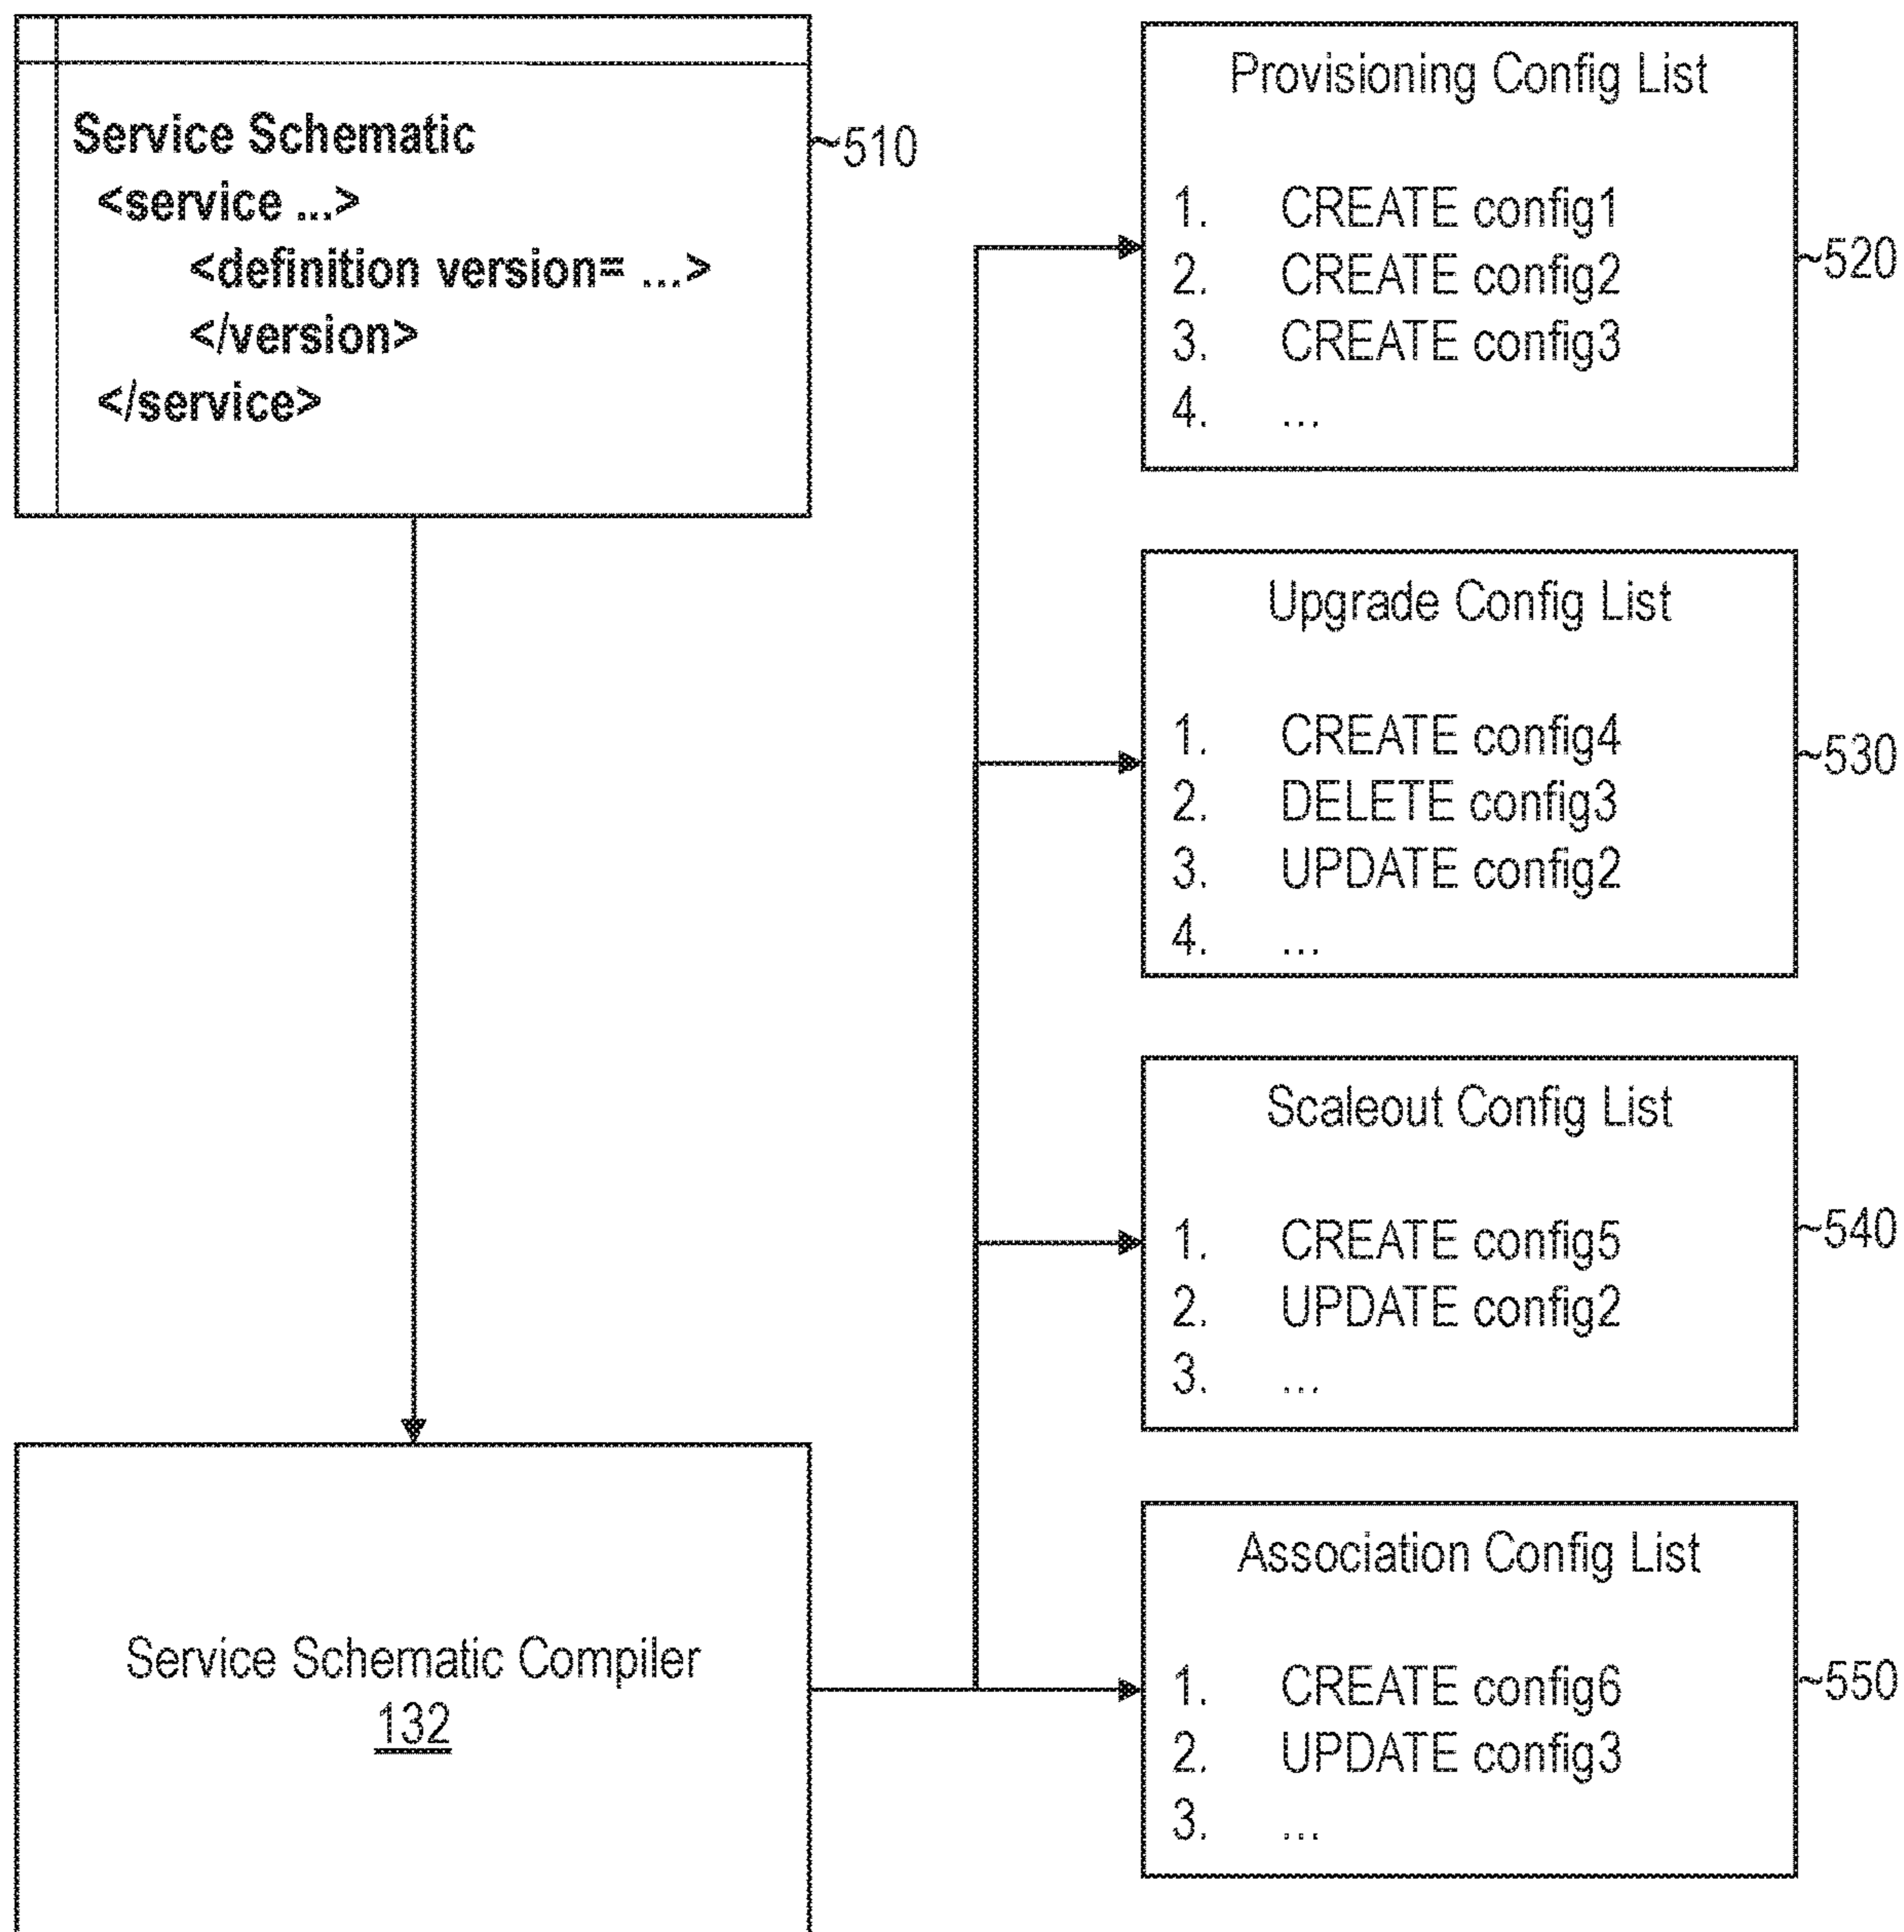 Service Schematic
<service ...>
<definition version= ...>
</version>
</service>
~510
Service Schematic Compiler
132
Provisioning Config List
1. CREATE config1
2. CREATE config2
3. CREATE config3
4. ...
~520
Upgrade Config List
1. CREATE config4
2. DELETE config3
3. UPDATE config2
4. ...
~530
Scaleout Config List
1. CREATE config5
2. UPDATE config2
3. ...
~540
Association Config List
1. CREATE config6
2. UPDATE config3
3. ...
~550